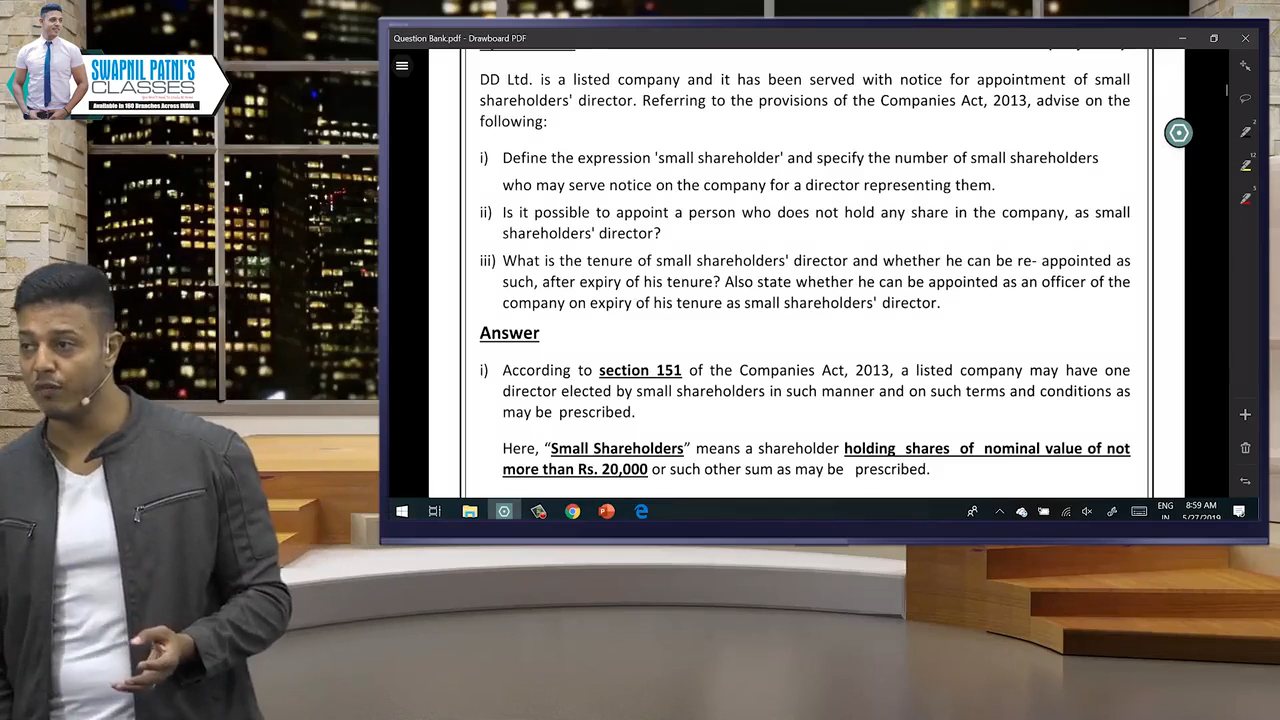 SWAPNIL PATNI'S
CLASSES
Available in 160 Branches Across INDIA
Question Bank.pdf - Drawboard PDF
DD Ltd. is a listed company and it has been served with notice for appointment of small
shareholders' director. Referring to the provisions of the Companies Act, 2013, advise on the
following:
i) Define the expression 'small shareholder' and specify the number of small shareholders
who may serve notice on the company for a director representing them.
ii) Is it possible to appoint a person who does not hold any share in the company, as small
shareholders' director?
iii) What is the tenure of small shareholders' director and whether he can be re- appointed as
such, after expiry of his tenure? Also state whether he can be appointed as an officer of the
company on expiry of his tenure as small shareholders' director.
Answer
i) According to section 151 of the Companies Act, 2013, a listed company may have one
director elected by small shareholders in such manner and on such terms and conditions as
may be prescribed.
Here, “Small Shareholders” means a shareholder holding shares of nominal value of not
more than Rs. 20,000 or such other sum as may be prescribed.
2
12
5
ENG
IN
8:59 AM
5/27/2019